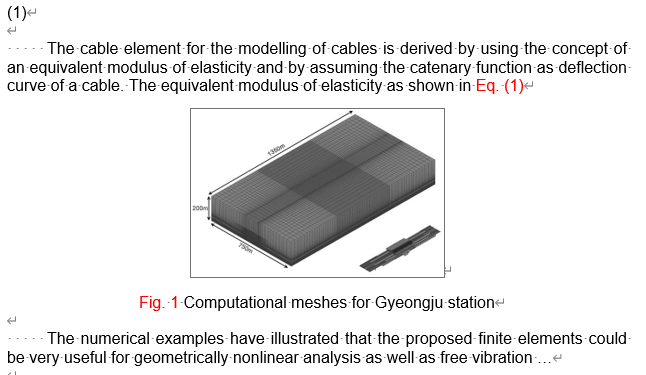 (1)
The cable element for the modelling of cables is derived by using the concept of
an equivalent modulus of elasticity and by assuming the catenary function as deflection
curve of a cable. The equivalent modulus of elasticity as shown in Eq. (1)
1350m
200m
750m
Fig. 1 Computational meshes for Gyeongju station
The numerical examples have illustrated that the proposed finite elements could
be very useful for geometrically nonlinear analysis as well as free vibration …